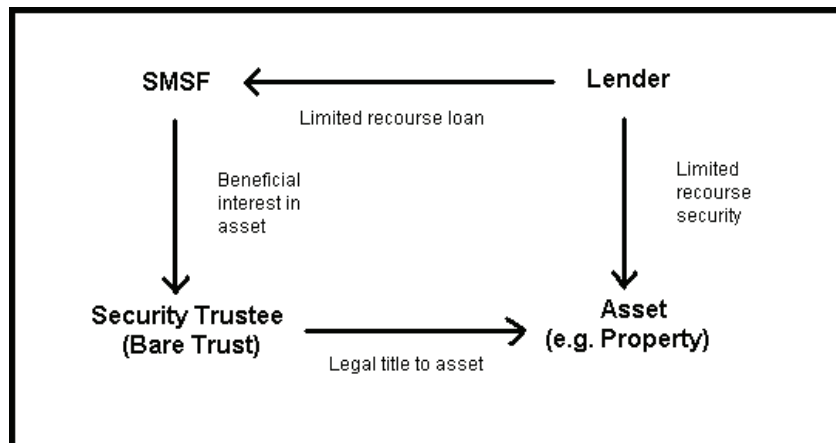 SMSF
Lender
Limited recourse loan
Beneficial
interest in
asset
Limited
recourse
security
Security Trustee
(Bare Trust)
Asset
(e.g. Property)
Legal title to asset